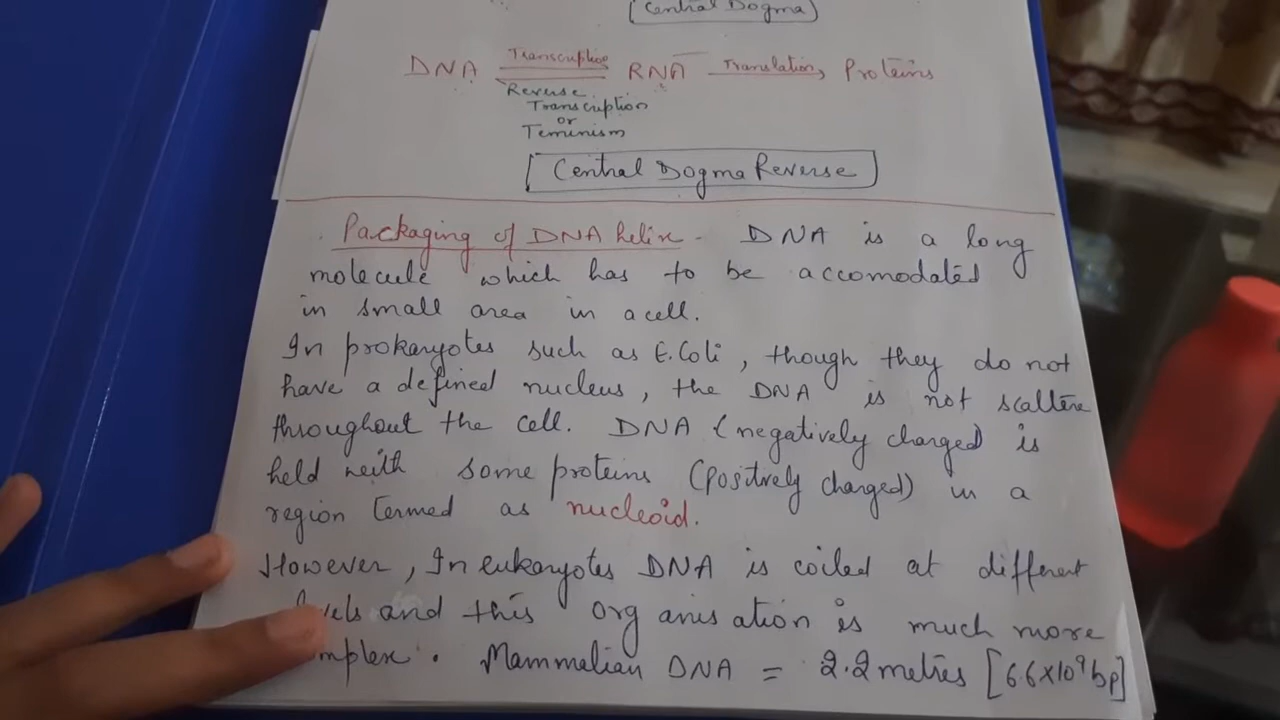 [Central Dogma]
DNA Transcription RNA Translation Proteins
Reverse
Transcription
or
Teminism
Central Dogma Reverse
Packaging of DNA helix - DNA is a long
molecule which has to be accomodated
in small area in a cell.
In prokaryotes such as E.Coli, though they do not
have a defined nucleus, the DNA is not scattere
throughout the cell. DNA (negatively charged) is
held with some proteins (positively charged) in a
region termed as nucleoid.
However, In eukaryotes DNA is coiled at different
and this organisation is much more
Mammalian DNA = 2.2 metres [6.6x10⁹bp]